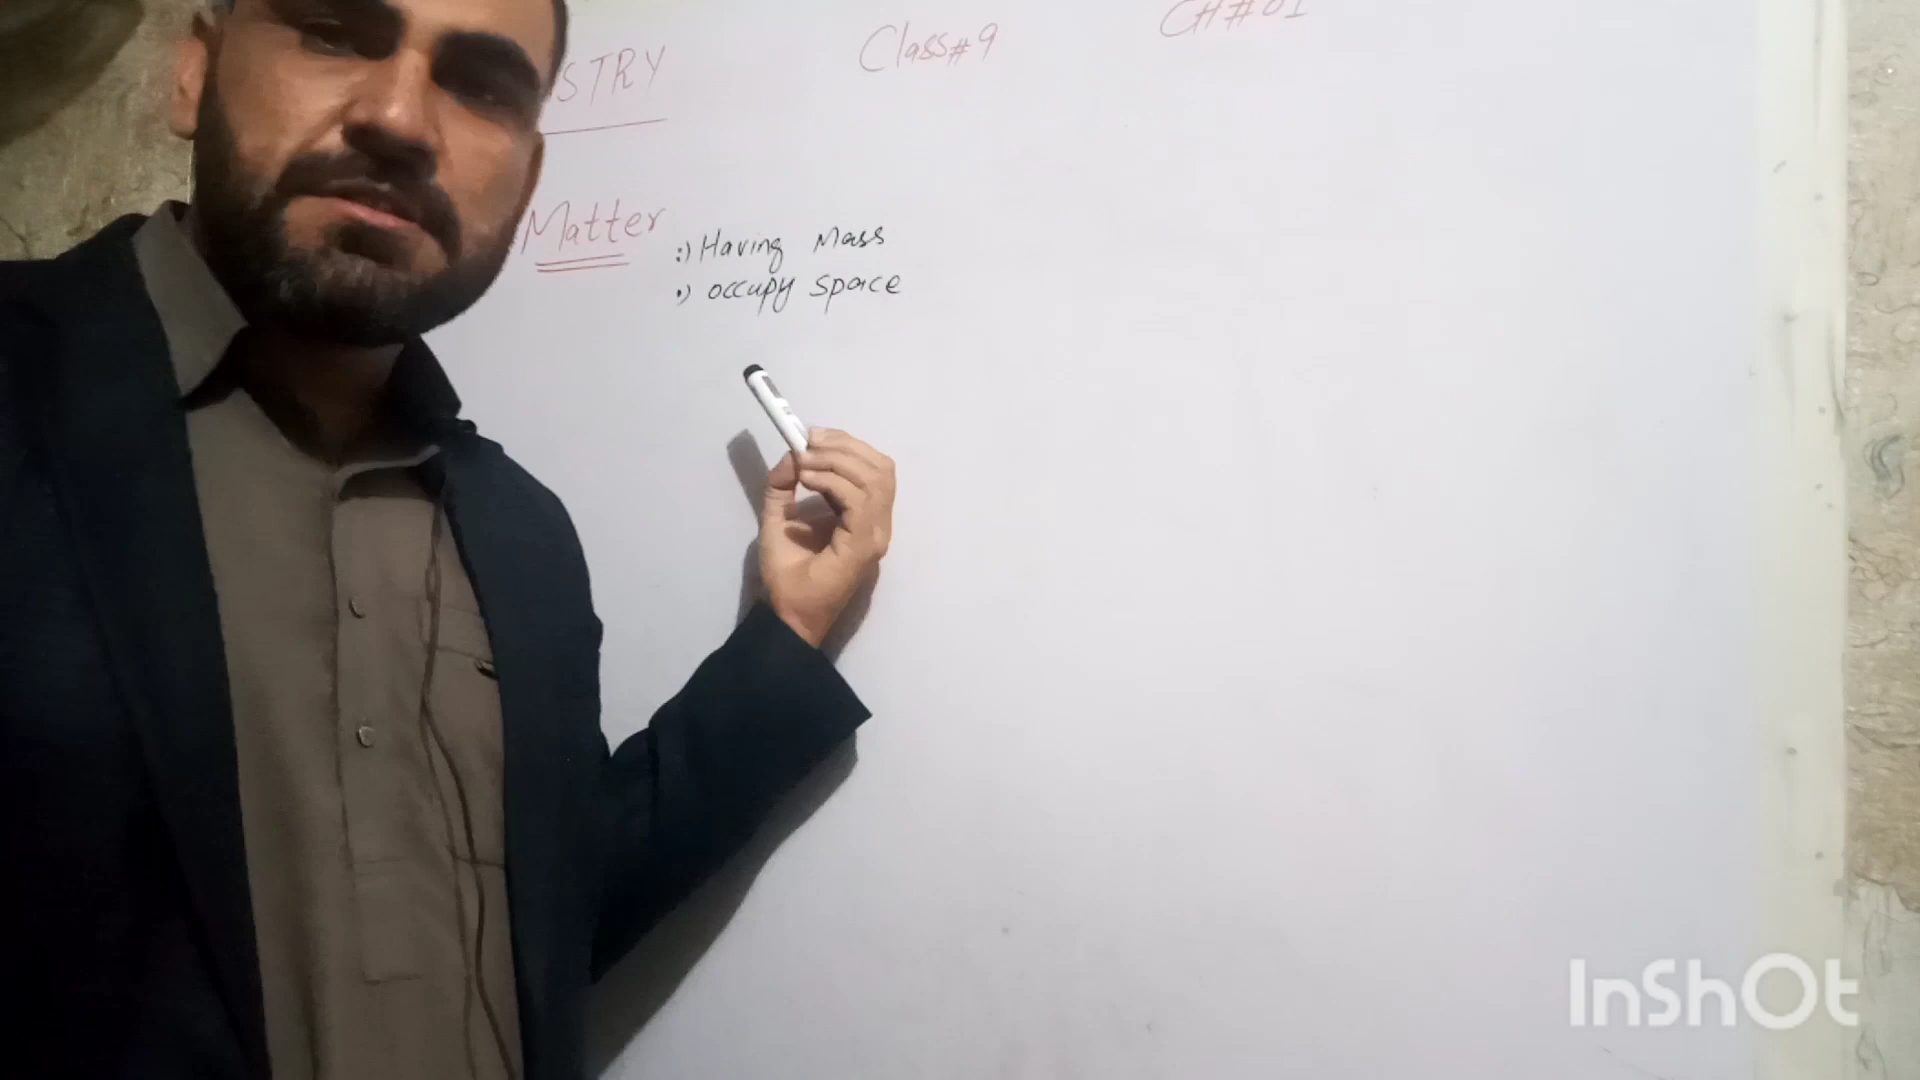 STRY Class#9 CH#01
Matter
:) Having Mass
•) occupy space
InShOt